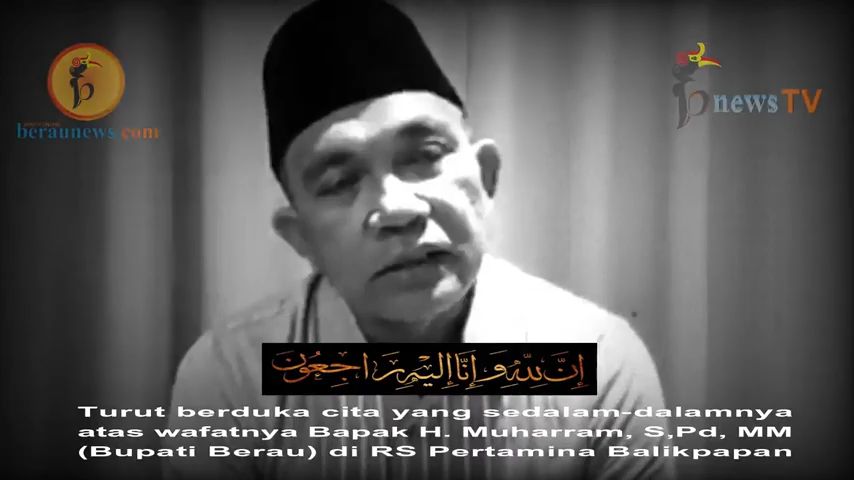 beraunews.com
newsTV
إِنَّ لِلّهِ وَإِنَّا إِلَيْهِ رَاجِعُونَ
Turut berduka cita yang sedalam-dalamnya
atas wafatnya Bapak H. Muharram, S,Pd, MM
(Bupati Berau) di RS Pertamina Balikpapan